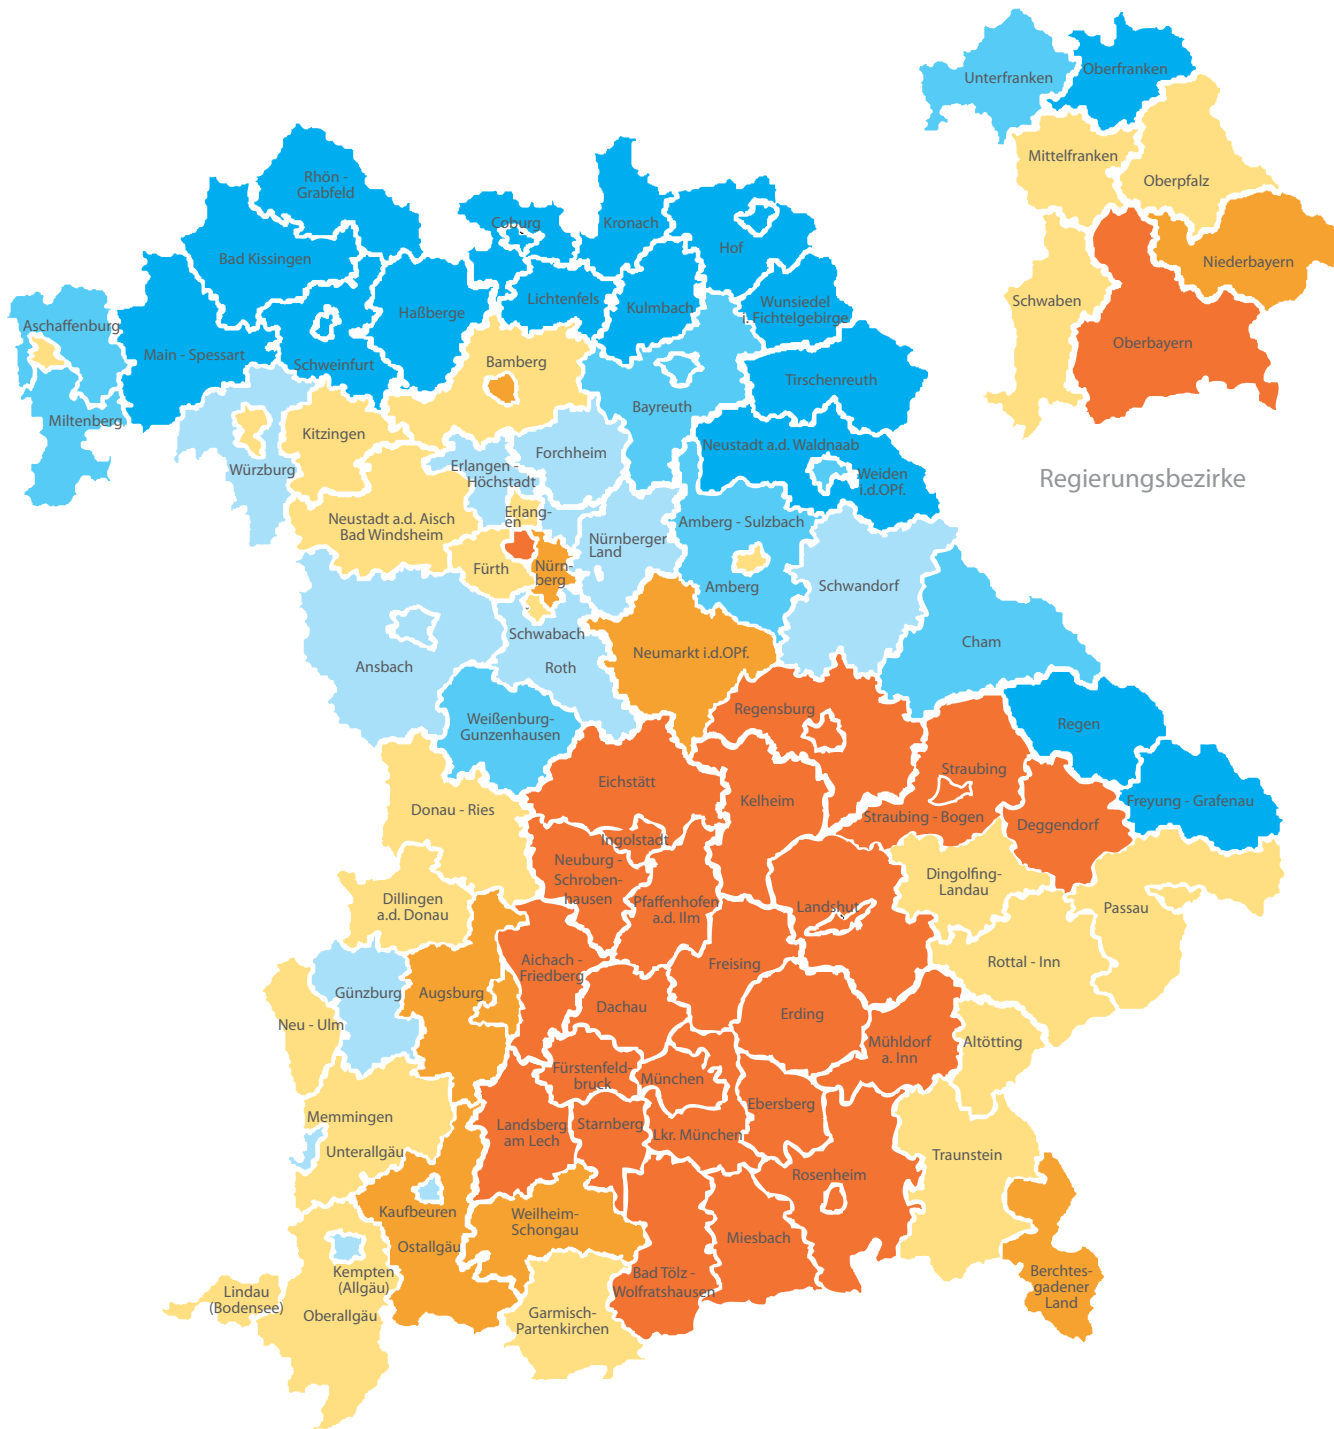 Unterfranken
Oberfranken
Mittelfranken
Oberpfalz
Niederbayern
Schwaben
Oberbayern
Regierungsbezirke
Rhön -
Grabfeld
Bad Kissingen
Coburg
Kronach
Hof
Aschaffenburg
Main - Spessart
Schweinfurt
Haßberge
Lichtenfels
Kulmbach
Wunsiedel
i. Fichtelgebirge
Miltenberg
Bamberg
Bayreuth
Tirschenreuth
Würzburg
Kitzingen
Erlangen -
Höchstadt
Forchheim
Neustadt a.d. Waldnaab
Weiden
i.d.OPf.
Neustadt a.d. Aisch
Bad Windsheim
Erlang-
en
Nürnberger
Land
Amberg - Sulzbach
Amberg
Fürth
Nürn-
berg
Schwandorf
Ansbach
Schwabach
Roth
Neumarkt i.d.OPf.
Cham
Weißenburg-
Gunzenhausen
Regensburg
Regen
Eichstätt
Kelheim
Straubing
Straubing - Bogen
Deggendorf
Freyung - Grafenau
Donau - Ries
Ingolstadt
Neuburg -
Schroben-
hausen
Pfaffenhofen
a.d. Ilm
Dillingen
a.d. Donau
Landshut
Dingolfing-
Landau
Passau
Günzburg
Augsburg
Aichach -
Friedberg
Freising
Rottal - Inn
Neu - Ulm
Dachau
Erding
Mühldorf
a. Inn
Altötting
Fürstenfeld-
bruck
München
Ebersberg
Memmingen
Unterallgäu
Landsberg
am Lech
Starnberg
Lkr. München
Rosenheim
Traunstein
Kaufbeuren
Ostallgäu
Weilheim-
Schongau
Miesbach
Bad Tölz -
Wolfratshausen
Kempten
(Allgäu)
Lindau
(Bodensee)
Oberallgäu
Garmisch-
Partenkirchen
Berchtes-
gadener
Land